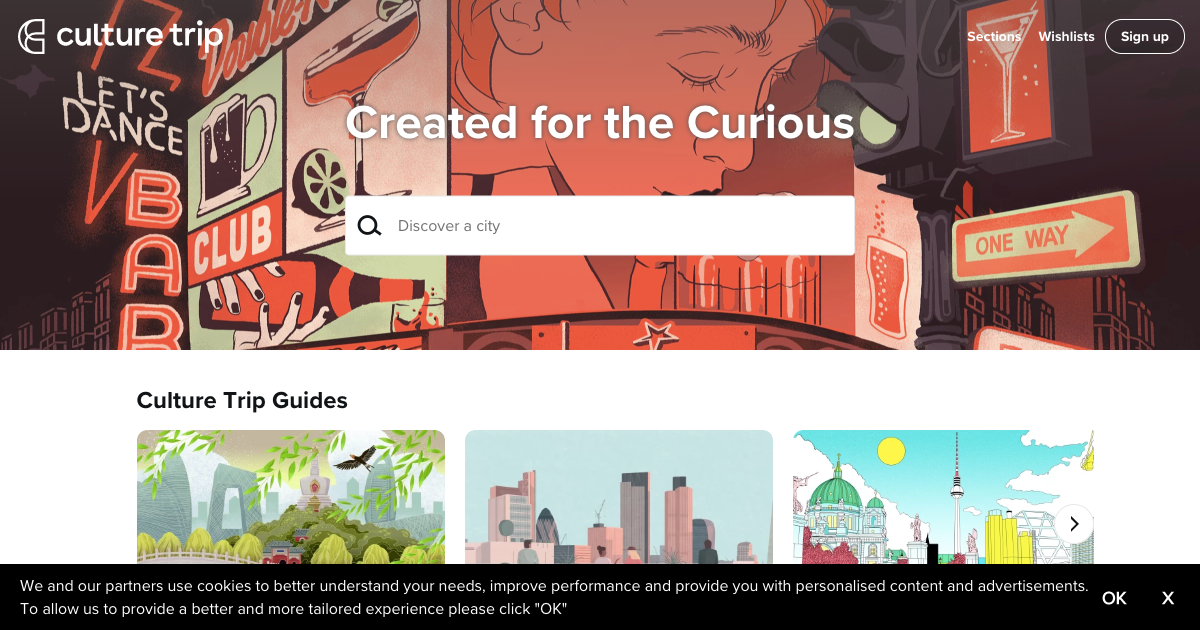 culture trip
Sections
Wishlists
Sign up
LET'S
DANCE
BAR
CLUB
ONE WAY
Created for the Curious
Discover a city
Culture Trip Guides
We and our partners use cookies to better understand your needs, improve performance and provide you with personalised content and advertisements.
To allow us to provide a better and more tailored experience please click "OK"
OK
X